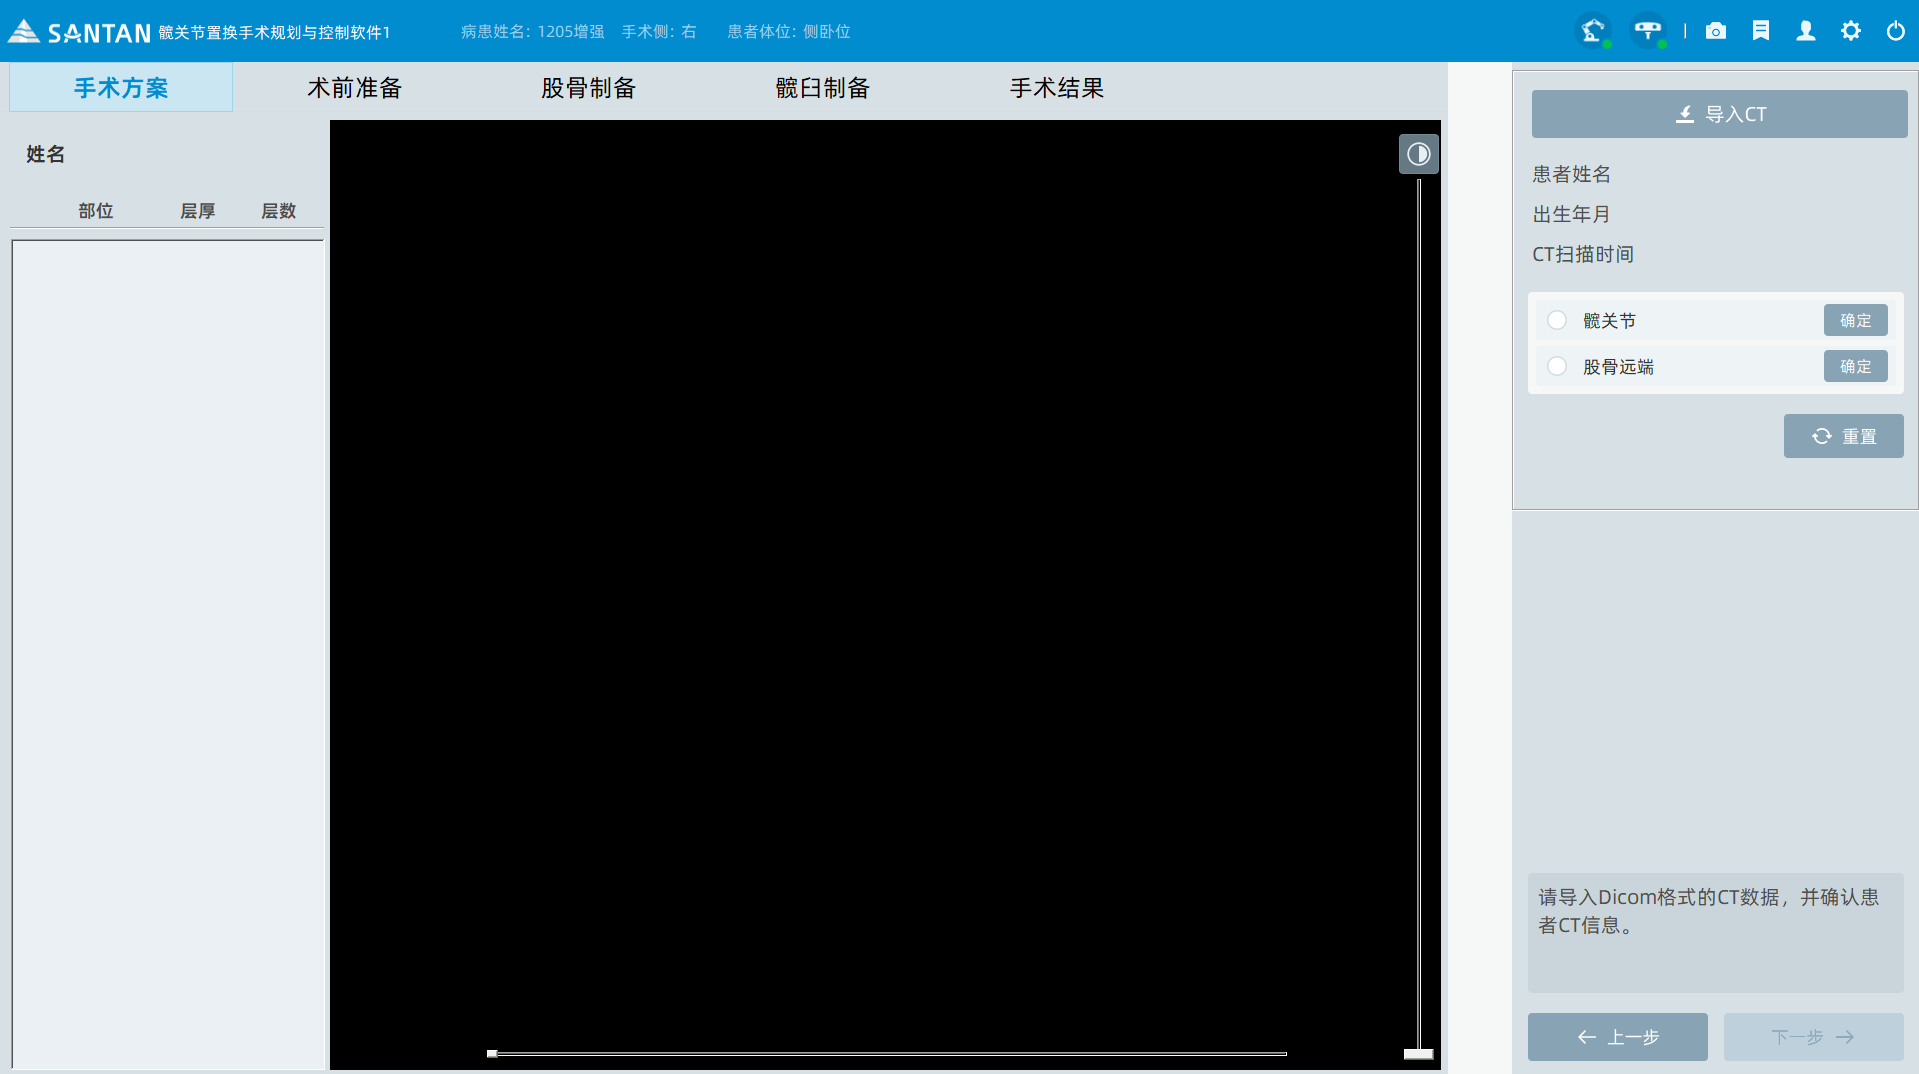 SANTAN 髋关节置换手术规划与控制软件1 病患姓名: 1205增强 手术侧: 右 患者体位: 侧卧位
手术方案 术前准备 股骨制备 髋臼制备 手术结果
姓名
部位 层厚 层数
导入CT
患者姓名
出生年月
CT扫描时间
髋关节 确定
股骨远端 确定
重置
请导入Dicom格式的CT数据，并确认患
者CT信息。
上一步 下一步